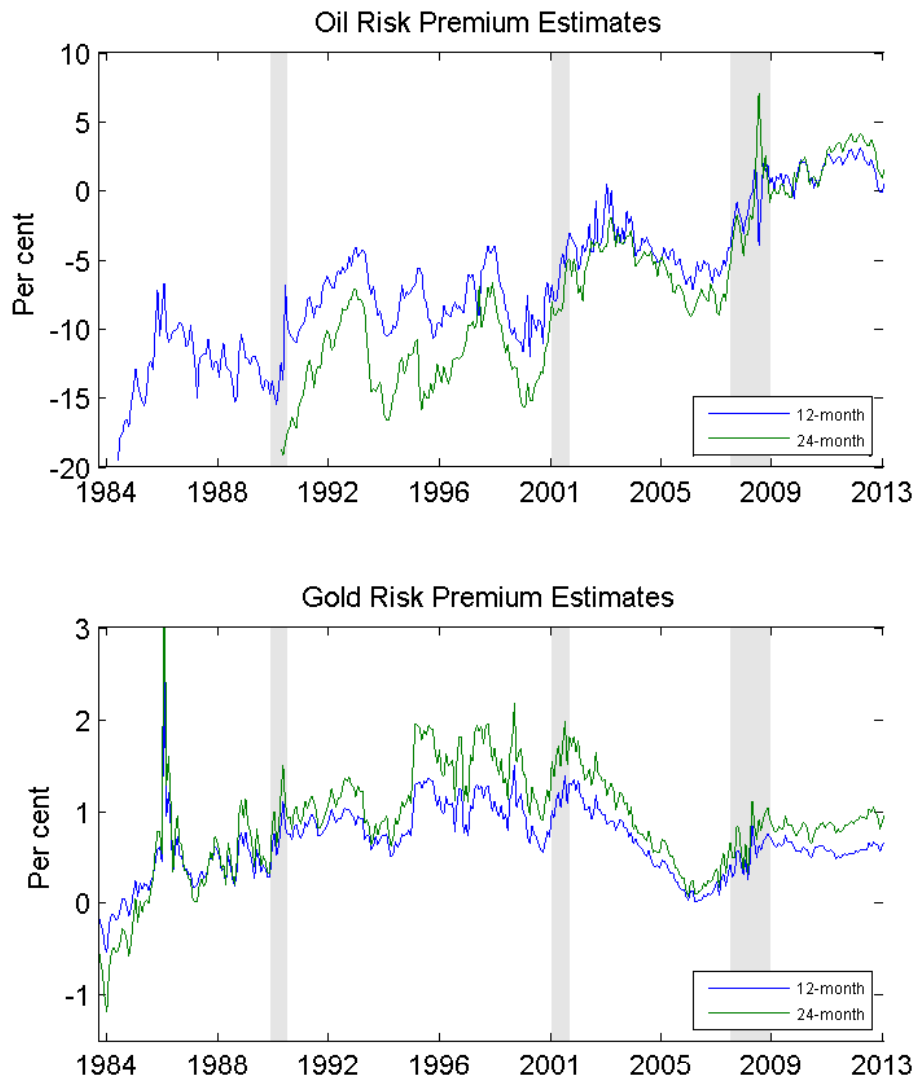 Oil Risk Premium Estimates
10
5
0
-5
-10
-15
-20
Per cent
12-month
24-month
1984 1988 1992 1996 2001 2005 2009 2013
Gold Risk Premium Estimates
3
2
1
0
-1
Per cent
12-month
24-month
1984 1988 1992 1996 2001 2005 2009 2013